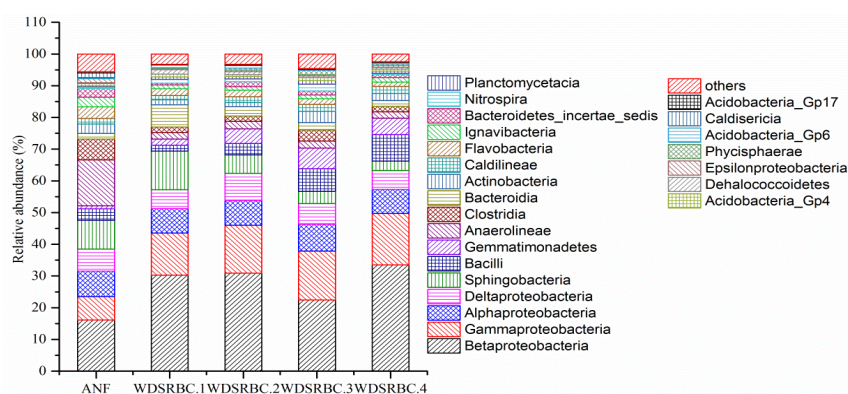 110
100
90
80
70
60
50
40
30
20
10
0
Relative abundance (%)
ANF WDSRBC.1 WDSRBC.2 WDSRBC.3 WDSRBC.4
Planctomycetacia
Nitrospira
Bacteroidetes_incertae_sedis
Ignavibacteria
Flavobacteria
Caldilineae
Actinobacteria
Bacteroidia
Clostridia
Anaerolineae
Gemmatimonadetes
Bacilli
Sphingobacteria
Deltaproteobacteria
Alphaproteobacteria
Gammaproteobacteria
Betaproteobacteria
others
Acidobacteria_Gp17
Caldisericia
Acidobacteria_Gp6
Phycisphaerae
Epsilonproteobacteria
Dehalococcoidetes
Acidobacteria_Gp4